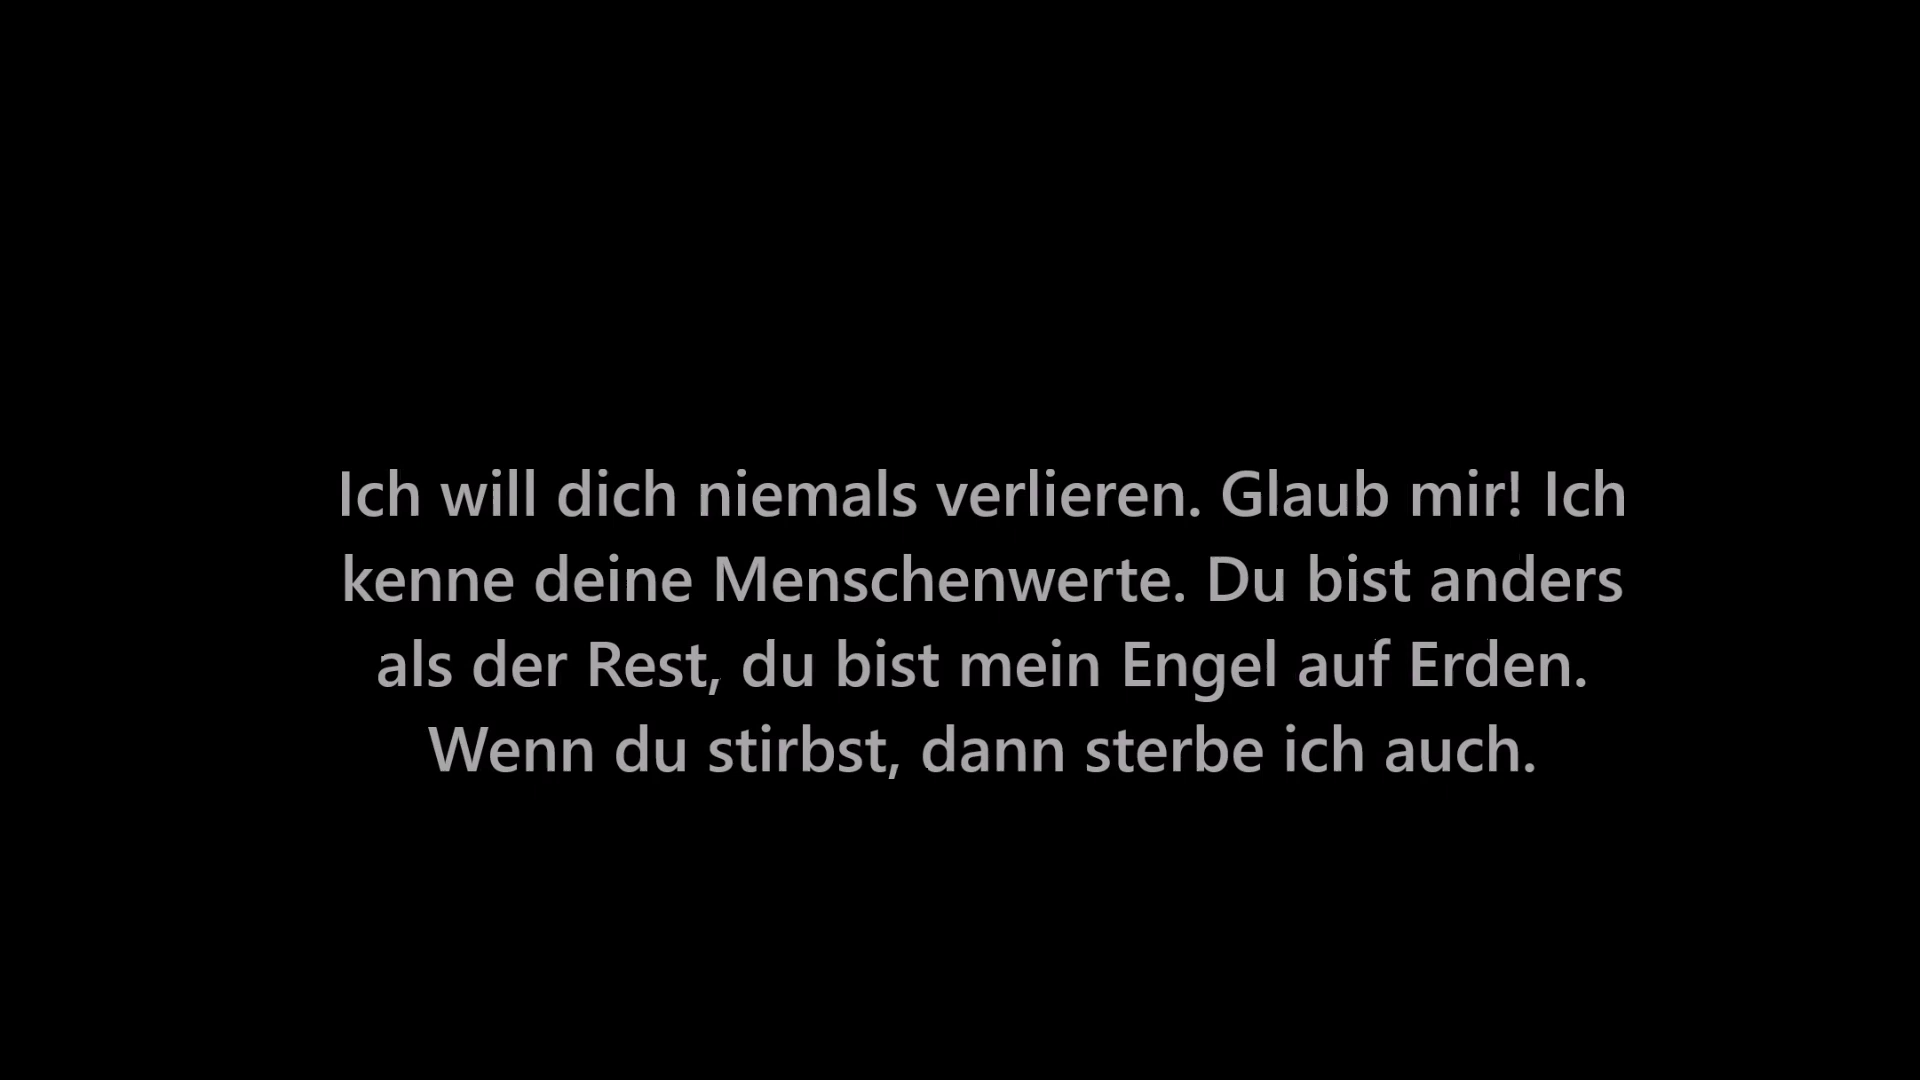 Ich will dich niemals verlieren. Glaub mir! Ich
kenne deine Menschenwerte. Du bist anders
als der Rest, du bist mein Engel auf Erden.
Wenn du stirbst, dann sterbe ich auch.